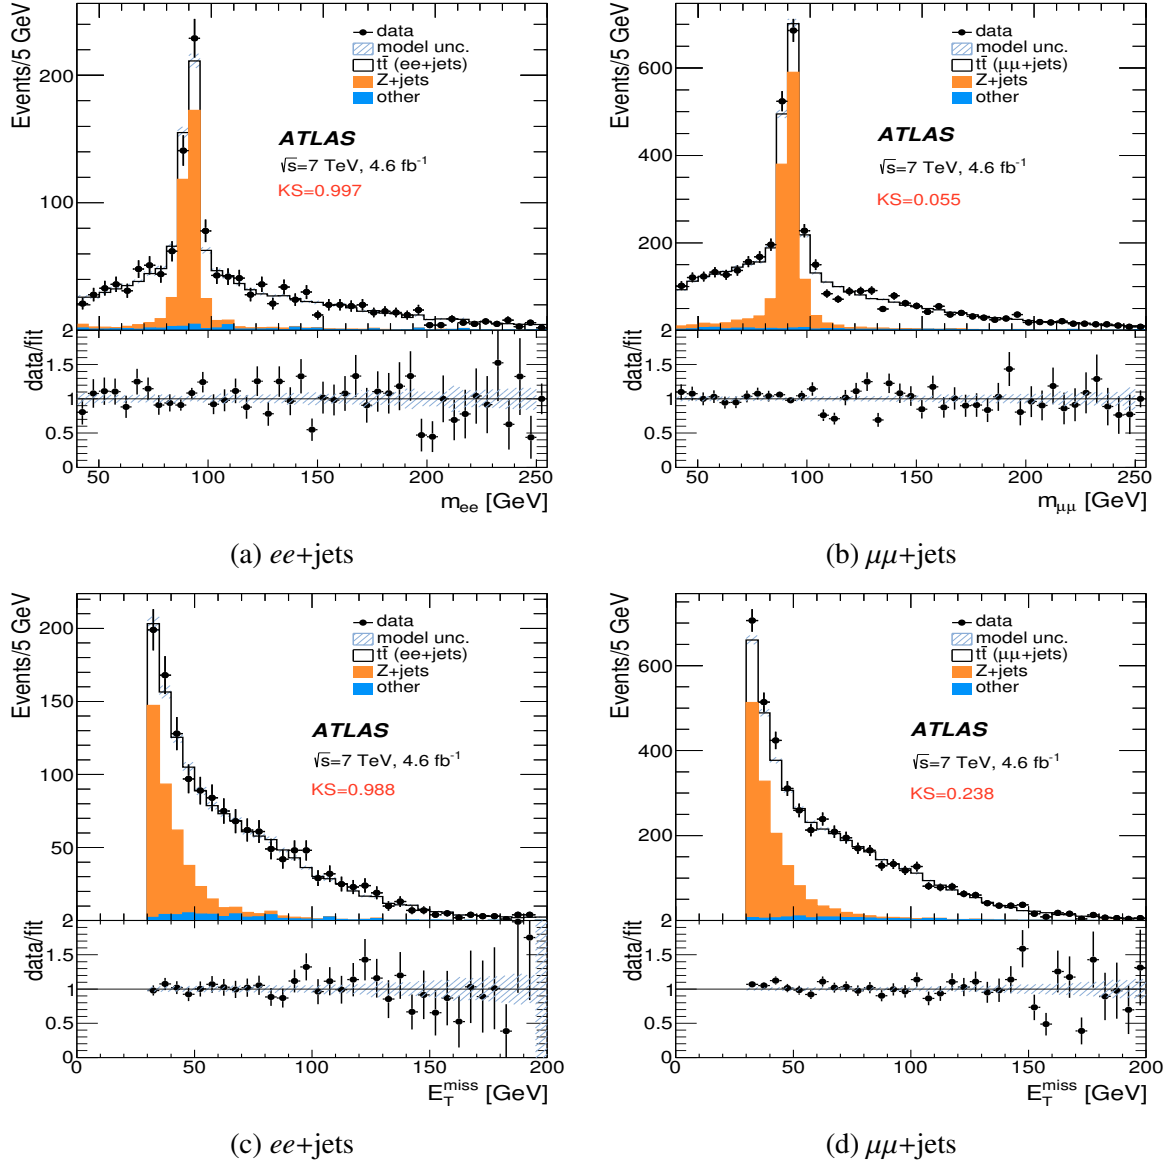 Events/5 GeV
200
100
data
model unc.
tt̄ (ee+jets)
Z+jets
other
ATLAS
√s=7 TeV, 4.6 fb⁻¹
KS=0.997
data/fit
2
1.5
1
0.5
0
50 100 150 200 250
m_ee [GeV]
(a) ee+jets
Events/5 GeV
600
400
200
data
model unc.
tt̄ (μμ+jets)
Z+jets
other
ATLAS
√s=7 TeV, 4.6 fb⁻¹
KS=0.055
data/fit
2
1.5
1
0.5
0
50 100 150 200 250
m_μμ [GeV]
(b) μμ+jets
Events/5 GeV
200
150
100
50
data
model unc.
tt̄ (ee+jets)
Z+jets
other
ATLAS
√s=7 TeV, 4.6 fb⁻¹
KS=0.988
data/fit
2
1.5
1
0.5
0
0 50 100 150 200
E_T^miss [GeV]
(c) ee+jets
Events/5 GeV
600
400
200
data
model unc.
tt̄ (μμ+jets)
Z+jets
other
ATLAS
√s=7 TeV, 4.6 fb⁻¹
KS=0.238
data/fit
2
1.5
1
0.5
0
0 50 100 150 200
E_T^miss [GeV]
(d) μμ+jets